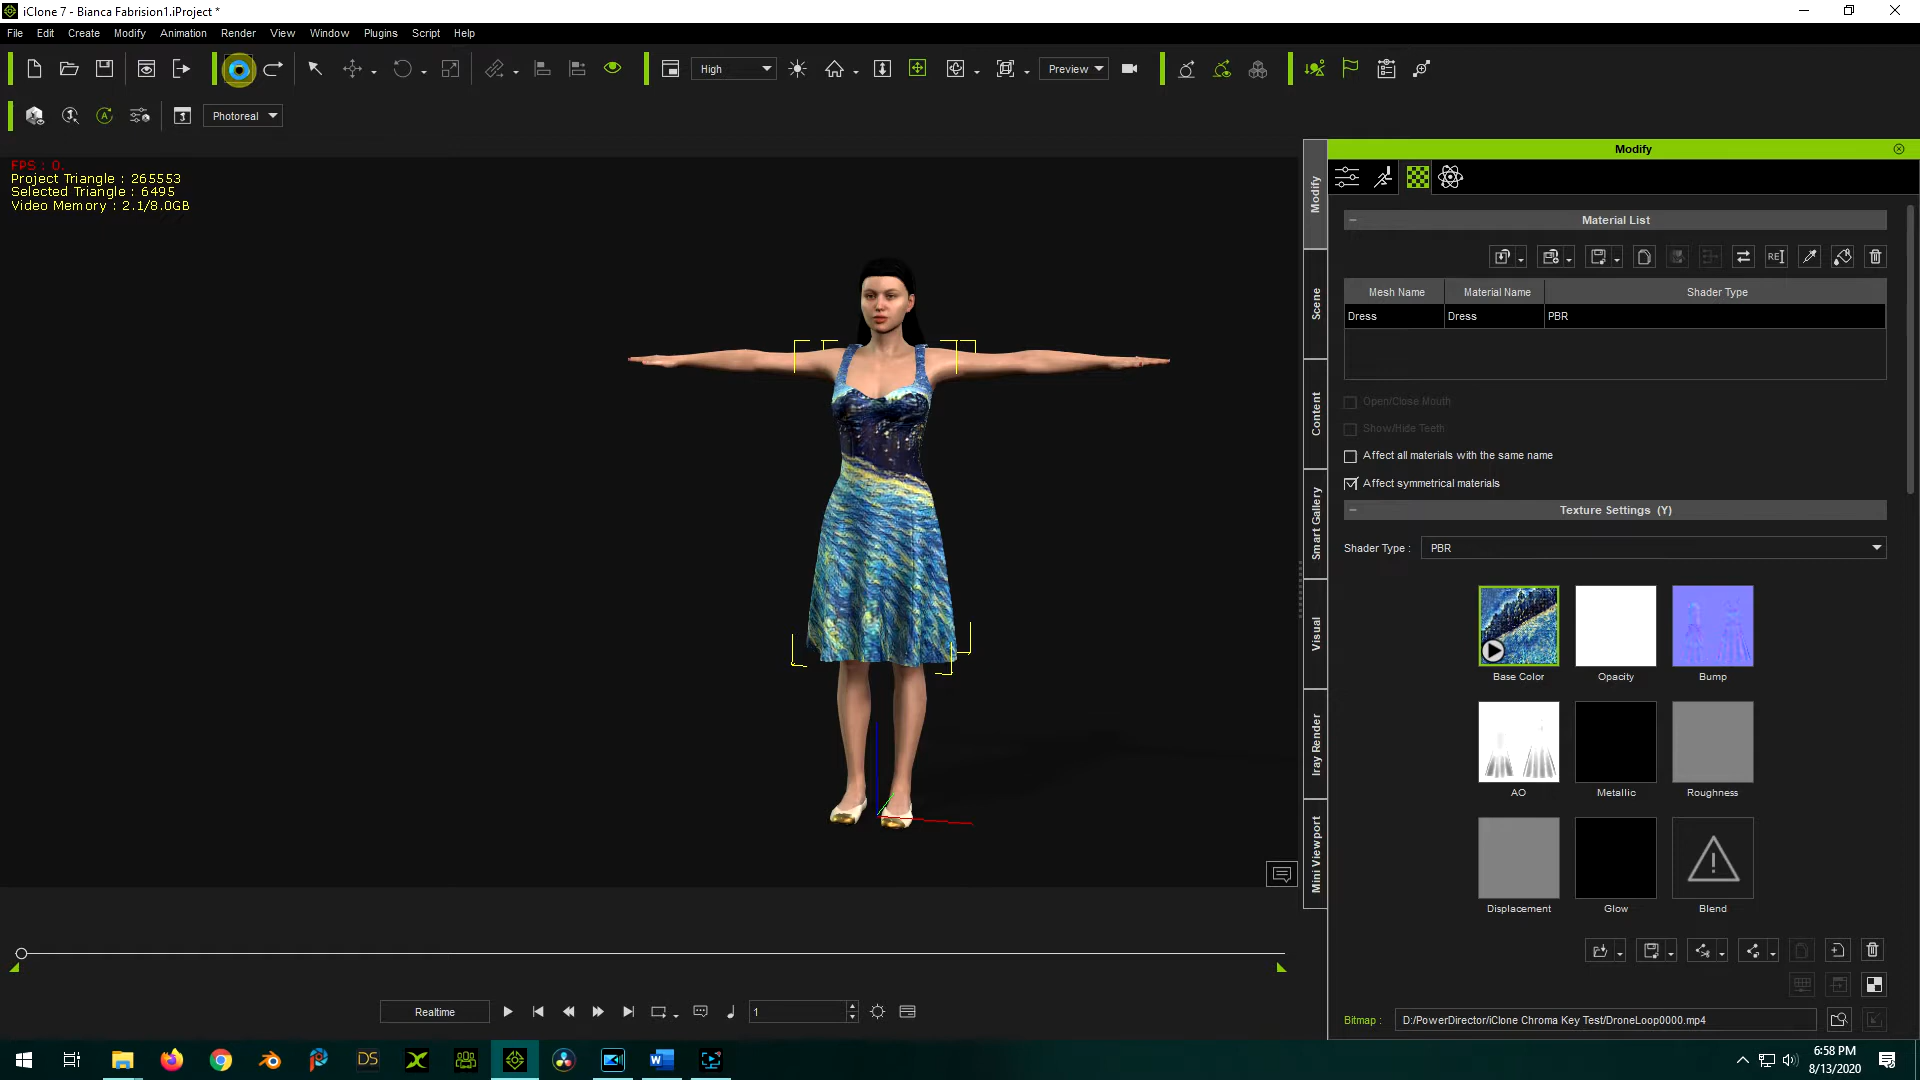 iClone 7 - Bianca Fabrision1.iProject *
File Edit Create Modify Animation Render View Window Plugins Script Help
High Preview
Photoreal
FPS : 0.
Project Triangle : 265553
Selected Triangle : 6495
Video Memory : 2.1/8.0GB
Modify
Scene
Content
Smart Gallery
Visual
Iray Render
Mini Viewport
Modify
Material List
REI
Mesh Name Material Name Shader Type
Dress Dress PBR
Open/Close Mouth
Show/Hide Teeth
Affect all materials with the same name
Affect symmetrical materials
Texture Settings (Y)
Shader Type : PBR
Base Color Opacity Bump
AO Metallic Roughness
Displacement Glow Blend
Bitmap : D:/PowerDirector/iClone Chroma Key Test/DroneLoop0000.mp4
Realtime 1
DS
6:58 PM
8/13/2020